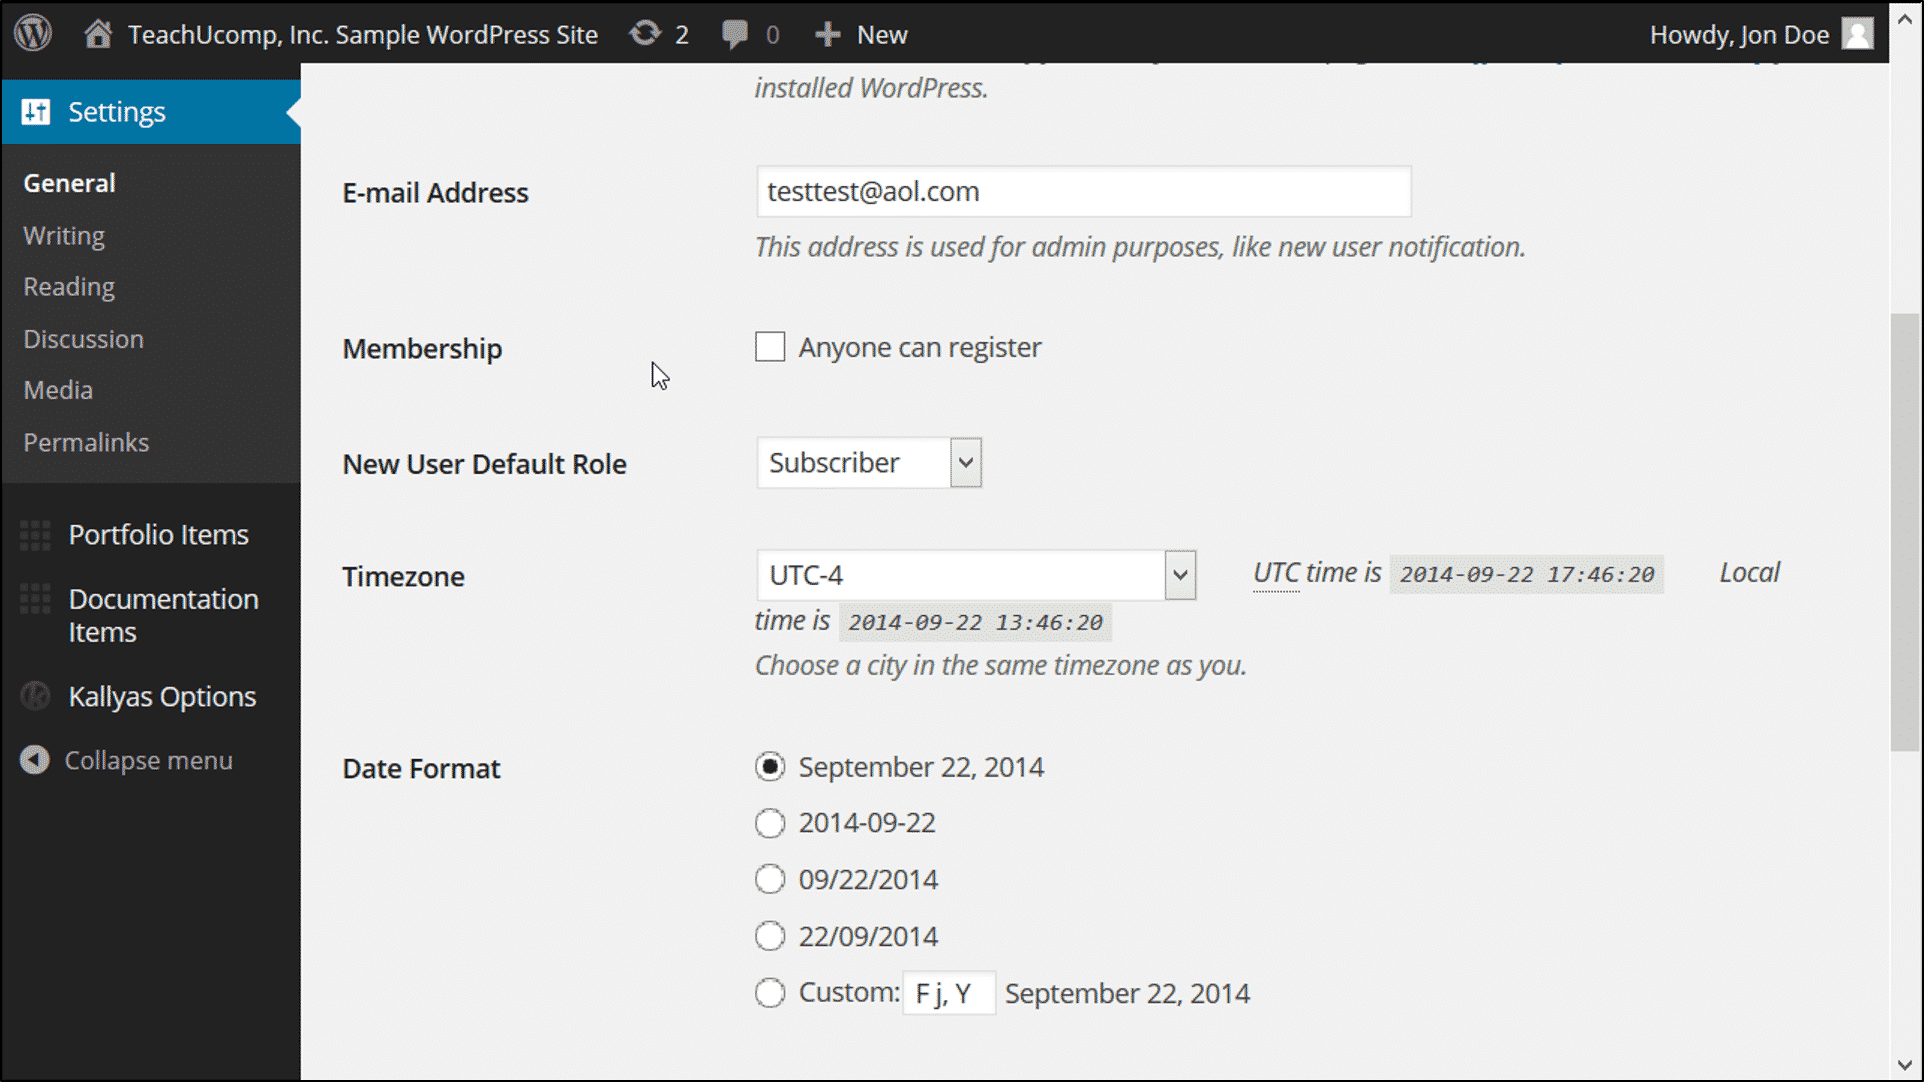 TeachUcomp, Inc. Sample WordPress Site 2 0 New Howdy, Jon Doe
Settings
General
Writing
Reading
Discussion
Media
Permalinks
Portfolio Items
Documentation
Items
Kallyas Options
Collapse menu
installed WordPress.
E-mail Address testtest@aol.com
This address is used for admin purposes, like new user notification.
Membership Anyone can register
New User Default Role Subscriber
Timezone UTC-4 UTC time is 2014-09-22 17:46:20 Local
time is 2014-09-22 13:46:20
Choose a city in the same timezone as you.
Date Format September 22, 2014
2014-09-22
09/22/2014
22/09/2014
Custom: F j, Y September 22, 2014